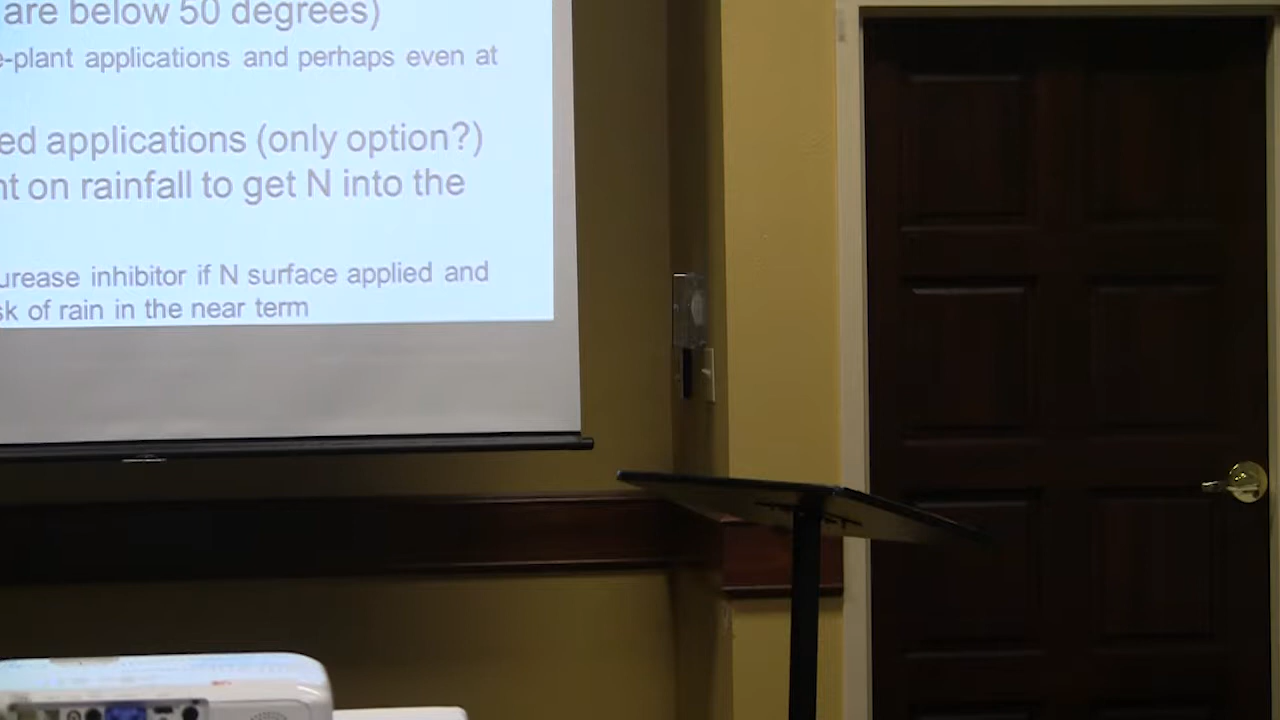 are below 50 degrees)
-plant applications and perhaps even at
ed applications (only option?)
nt on rainfall to get N into the
urease inhibitor if N surface applied and
sk of rain in the near term